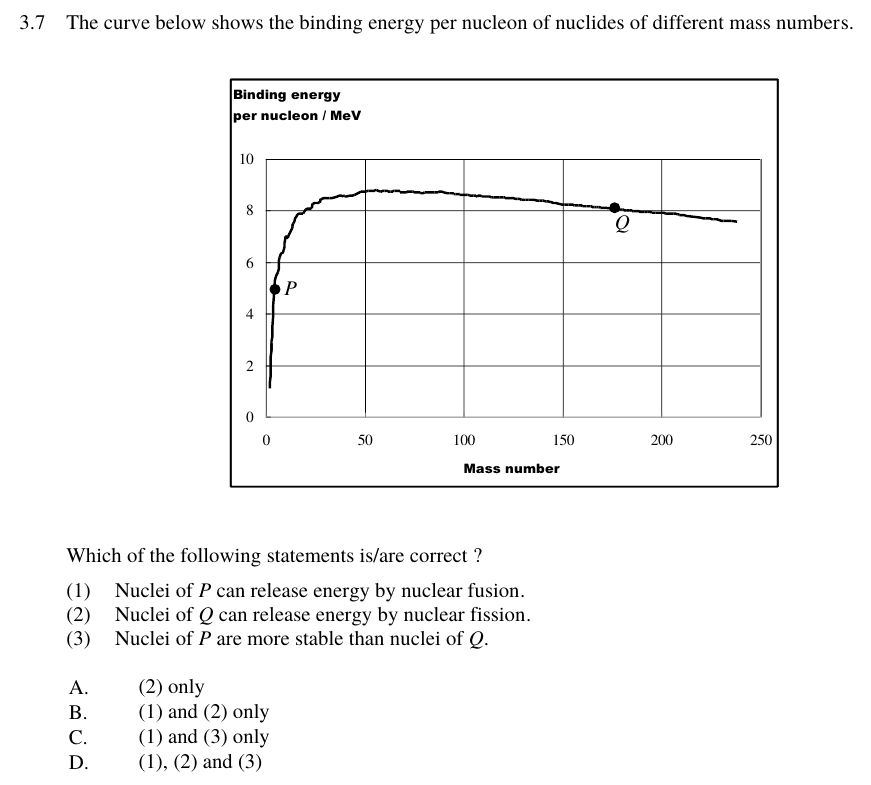 3.7 The curve below shows the binding energy per nucleon of nuclides of different mass numbers.
Binding energy
per nucleon / MeV
10
8
Q
6
P
4
2
0
0 50 100 150 200 250
Mass number
Which of the following statements is/are correct ?
(1) Nuclei of P can release energy by nuclear fusion.
(2) Nuclei of Q can release energy by nuclear fission.
(3) Nuclei of P are more stable than nuclei of Q.
A. (2) only
B. (1) and (2) only
C. (1) and (3) only
D. (1), (2) and (3)